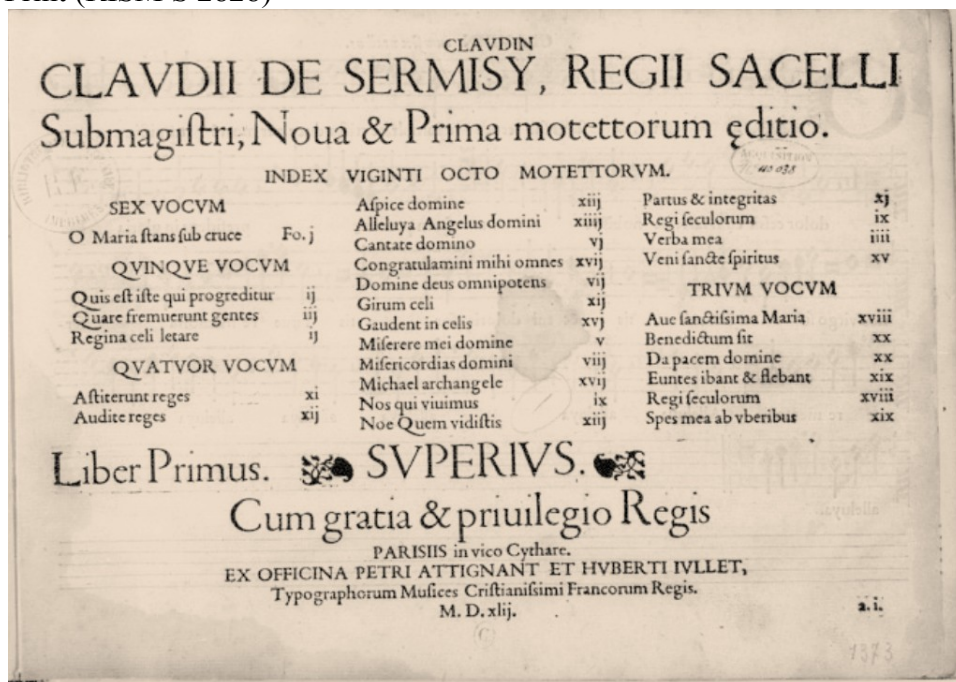 CLAVDIN
CLAVDII DE SERMISY, REGII SACELLI
Submagiſtri, Noua & Prima motettorum ęditio.
INDEX VIGINTI OCTO MOTETTORVM.
SEX VOCVM
O Maria ſtans ſub cruce Fo. j
QVINQVE VOCVM
Quis eſt iſte qui progreditur ij
Quare fremuerunt gentes iij
Regina celi letare ij
QVATVOR VOCVM
Aſtiterunt reges xi
Audite reges xij
Aſpice domine xiij
Alleluya Angelus domini xiiij
Cantate domino vj
Congratulamini mihi omnes xvij
Domine deus omnipotens vij
Girum celi xij
Gaudent in celis xvj
Miſerere mei domine v
Miſericordias domini viij
Michael archangele xvij
Nos qui viuimus ix
Noe Quem vidiſtis xiij
Partus & integritas xj
Regi ſeculorum ix
Verba mea iiii
Veni ſancte ſpiritus xv
TRIVM VOCVM
Aue ſanctiſsima Maria xviii
Benedictum ſit xx
Da pacem domine xx
Euntes ibant & flebant xix
Regi ſeculorum xviii
Spes mea ab vberibus xix
Liber Primus. SVPERIVS.
Cum gratia & priuilegio Regis
PARISIIS in vico Cythare.
EX OFFICINA PETRI ATTIGNANT ET HVBERTI IVLLET,
Typographorum Muſices Criſtianiſsimi Francorum Regis.
M. D. xlij.
a. i.
1373